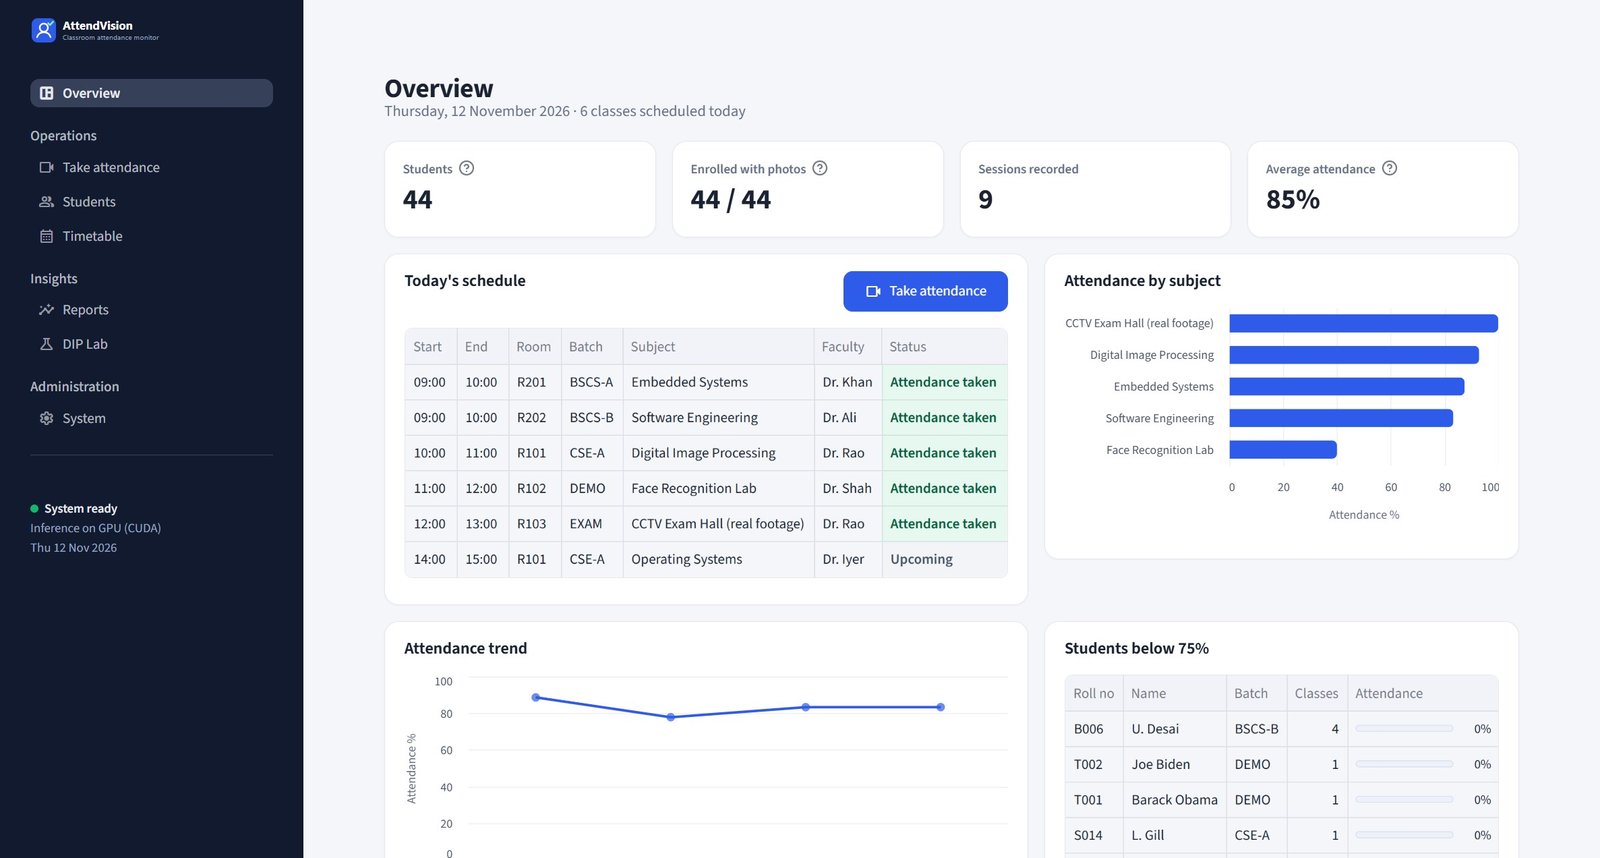 AttendVision
Classroom attendance monitor
Overview
Operations
Take attendance
Students
Timetable
Insights
Reports
DIP Lab
Administration
System
System ready
Inference on GPU (CUDA)
Thu 12 Nov 2026
Overview
Thursday, 12 November 2026 · 6 classes scheduled today
Students
44
Enrolled with photos
44 / 44
Sessions recorded
9
Average attendance
85%
Today's schedule
Take attendance
Start End Room Batch Subject Faculty Status
09:00 10:00 R201 BSCS-A Embedded Systems Dr. Khan Attendance taken
09:00 10:00 R202 BSCS-B Software Engineering Dr. Ali Attendance taken
10:00 11:00 R101 CSE-A Digital Image Processing Dr. Rao Attendance taken
11:00 12:00 R102 DEMO Face Recognition Lab Dr. Shah Attendance taken
12:00 13:00 R103 EXAM CCTV Exam Hall (real footage) Dr. Rao Attendance taken
14:00 15:00 R101 CSE-A Operating Systems Dr. Iyer Upcoming
Attendance by subject
CCTV Exam Hall (real footage)
Digital Image Processing
Embedded Systems
Software Engineering
Face Recognition Lab
0 20 40 60 80 100
Attendance %
Attendance trend
100
80
60
40
20
0
Attendance %
Students below 75%
Roll no Name Batch Classes Attendance
B006 U. Desai BSCS-B 4 0%
T002 Joe Biden DEMO 1 0%
T001 Barack Obama DEMO 1 0%
S014 L. Gill CSE-A 1 0%